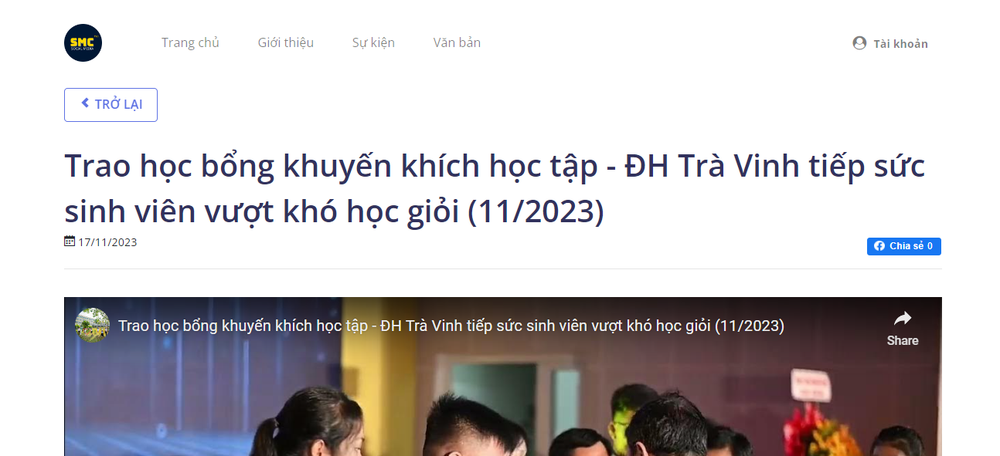 SMC
SOCIAL MEDIA
Trang chủ
Giới thiệu
Sự kiện
Văn bản
Tài khoản
TRỞ LẠI
Trao học bổng khuyến khích học tập - ĐH Trà Vinh tiếp sức
sinh viên vượt khó học giỏi (11/2023)
17/11/2023
Chia sẻ 0
Trao học bổng khuyến khích học tập - ĐH Trà Vinh tiếp sức sinh viên vượt khó học giỏi (11/2023)
Share